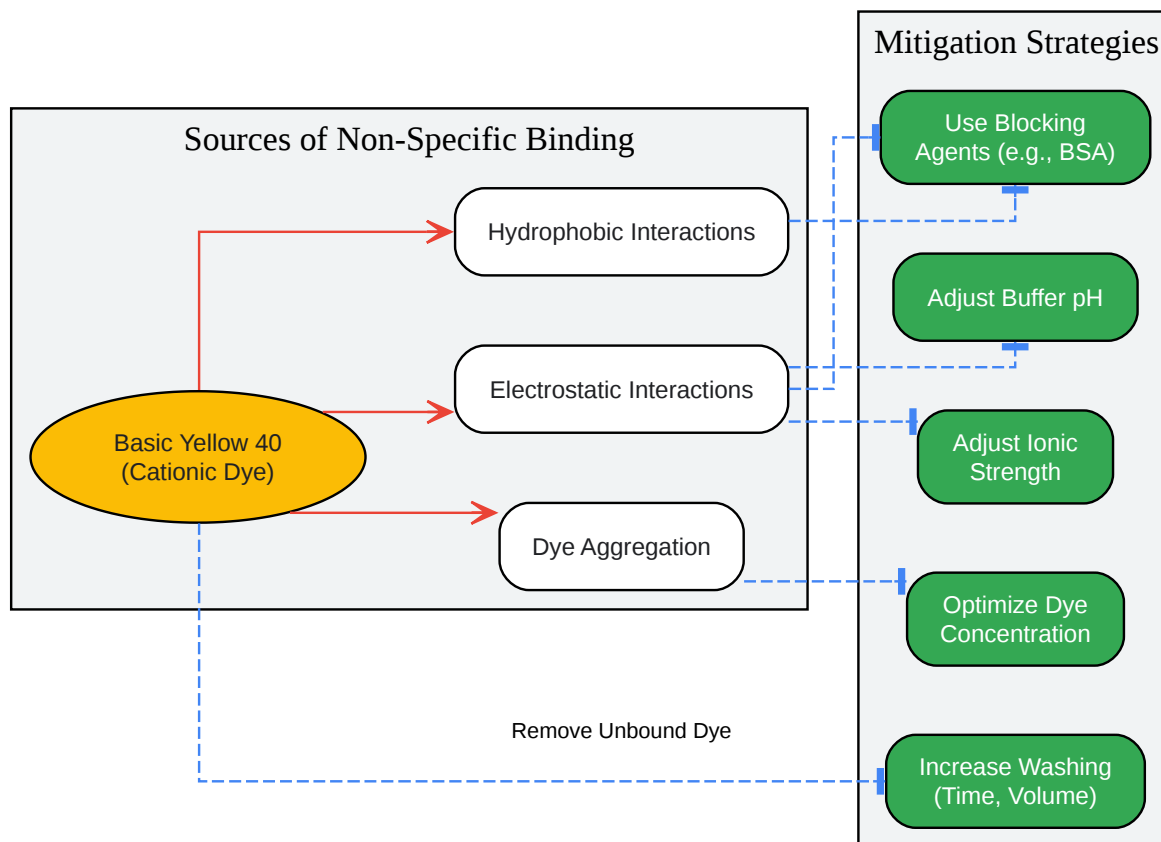 Mitigation Strategies
Use Blocking
Agents (e.g., BSA)
Sources of Non-Specific Binding
Hydrophobic Interactions
Adjust Buffer pH
Electrostatic Interactions
Basic Yellow 40
(Cationic Dye)
Adjust Ionic
Strength
Dye Aggregation
Optimize Dye
Concentration
Remove Unbound Dye
Increase Washing
(Time, Volume)